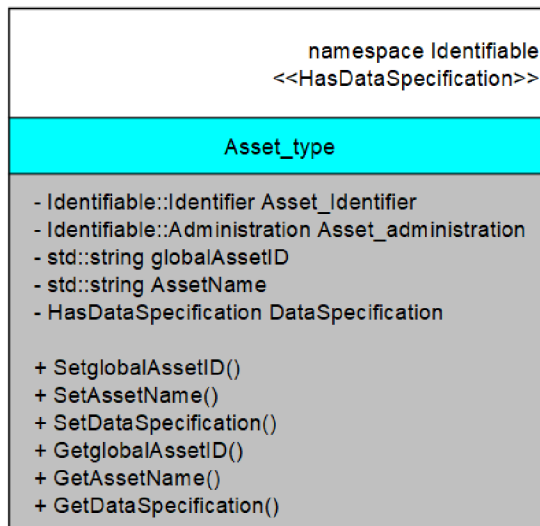 namespace Identifiable
<<HasDataSpecification>>
Asset_type
- Identifiable::Identifier Asset_Identifier
- Identifiable::Administration Asset_administration
- std::string globalAssetID
- std::string AssetName
- HasDataSpecification DataSpecification
+ SetglobalAssetID()
+ SetAssetName()
+ SetDataSpecification()
+ GetglobalAssetID()
+ GetAssetName()
+ GetDataSpecification()